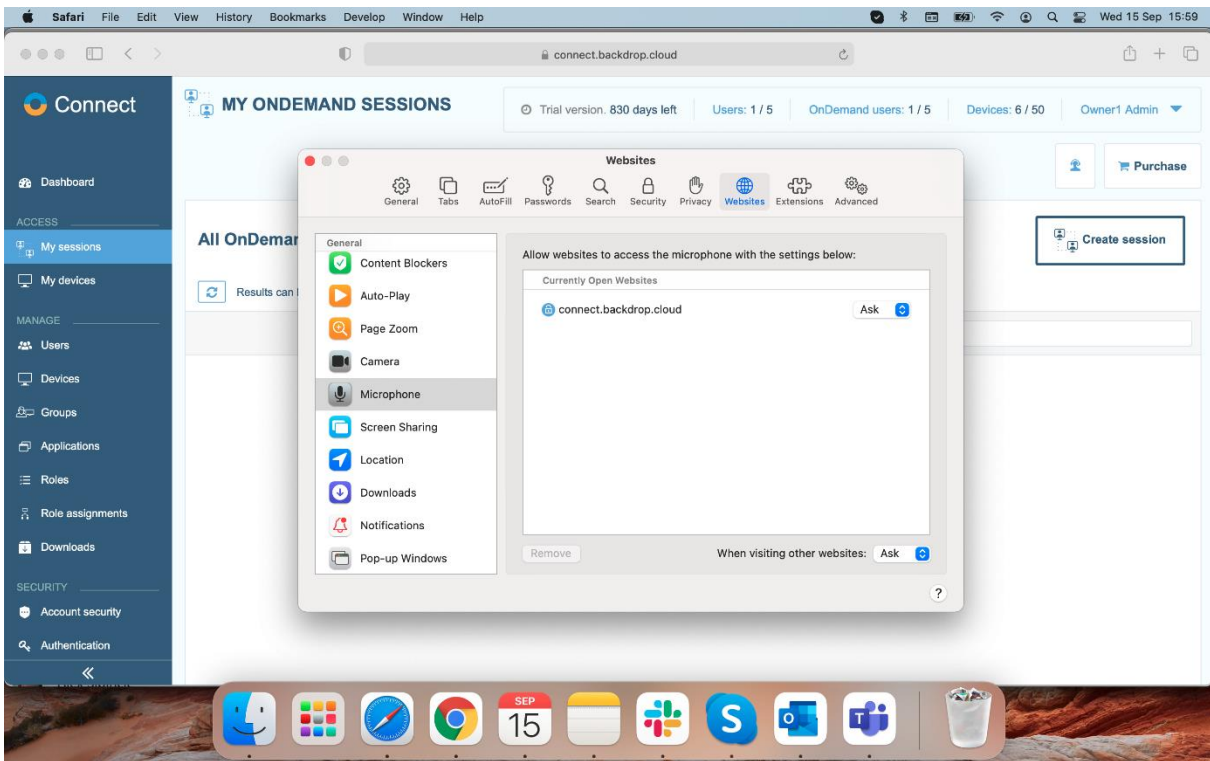 Safari File Edit View History Bookmarks Develop Window Help Wed 15 Sep 15:59
connect.backdrop.cloud
Connect
MY ONDEMAND SESSIONS
Trial version. 830 days left Users: 1 / 5 OnDemand users: 1 / 5 Devices: 6 / 50 Owner1 Admin
Purchase
Dashboard
ACCESS
My sessions
My devices
MANAGE
Users
Devices
Groups
Applications
Roles
Role assignments
Downloads
SECURITY
Account security
Authentication
All OnDemar
Create session
Results can
Websites
General Tabs AutoFill Passwords Search Security Privacy Websites Extensions Advanced
General
Content Blockers
Auto-Play
Page Zoom
Camera
Microphone
Screen Sharing
Location
Downloads
Notifications
Pop-up Windows
Allow websites to access the microphone with the settings below:
Currently Open Websites
connect.backdrop.cloud Ask
Remove When visiting other websites: Ask
?
SEP
15
S
o
T